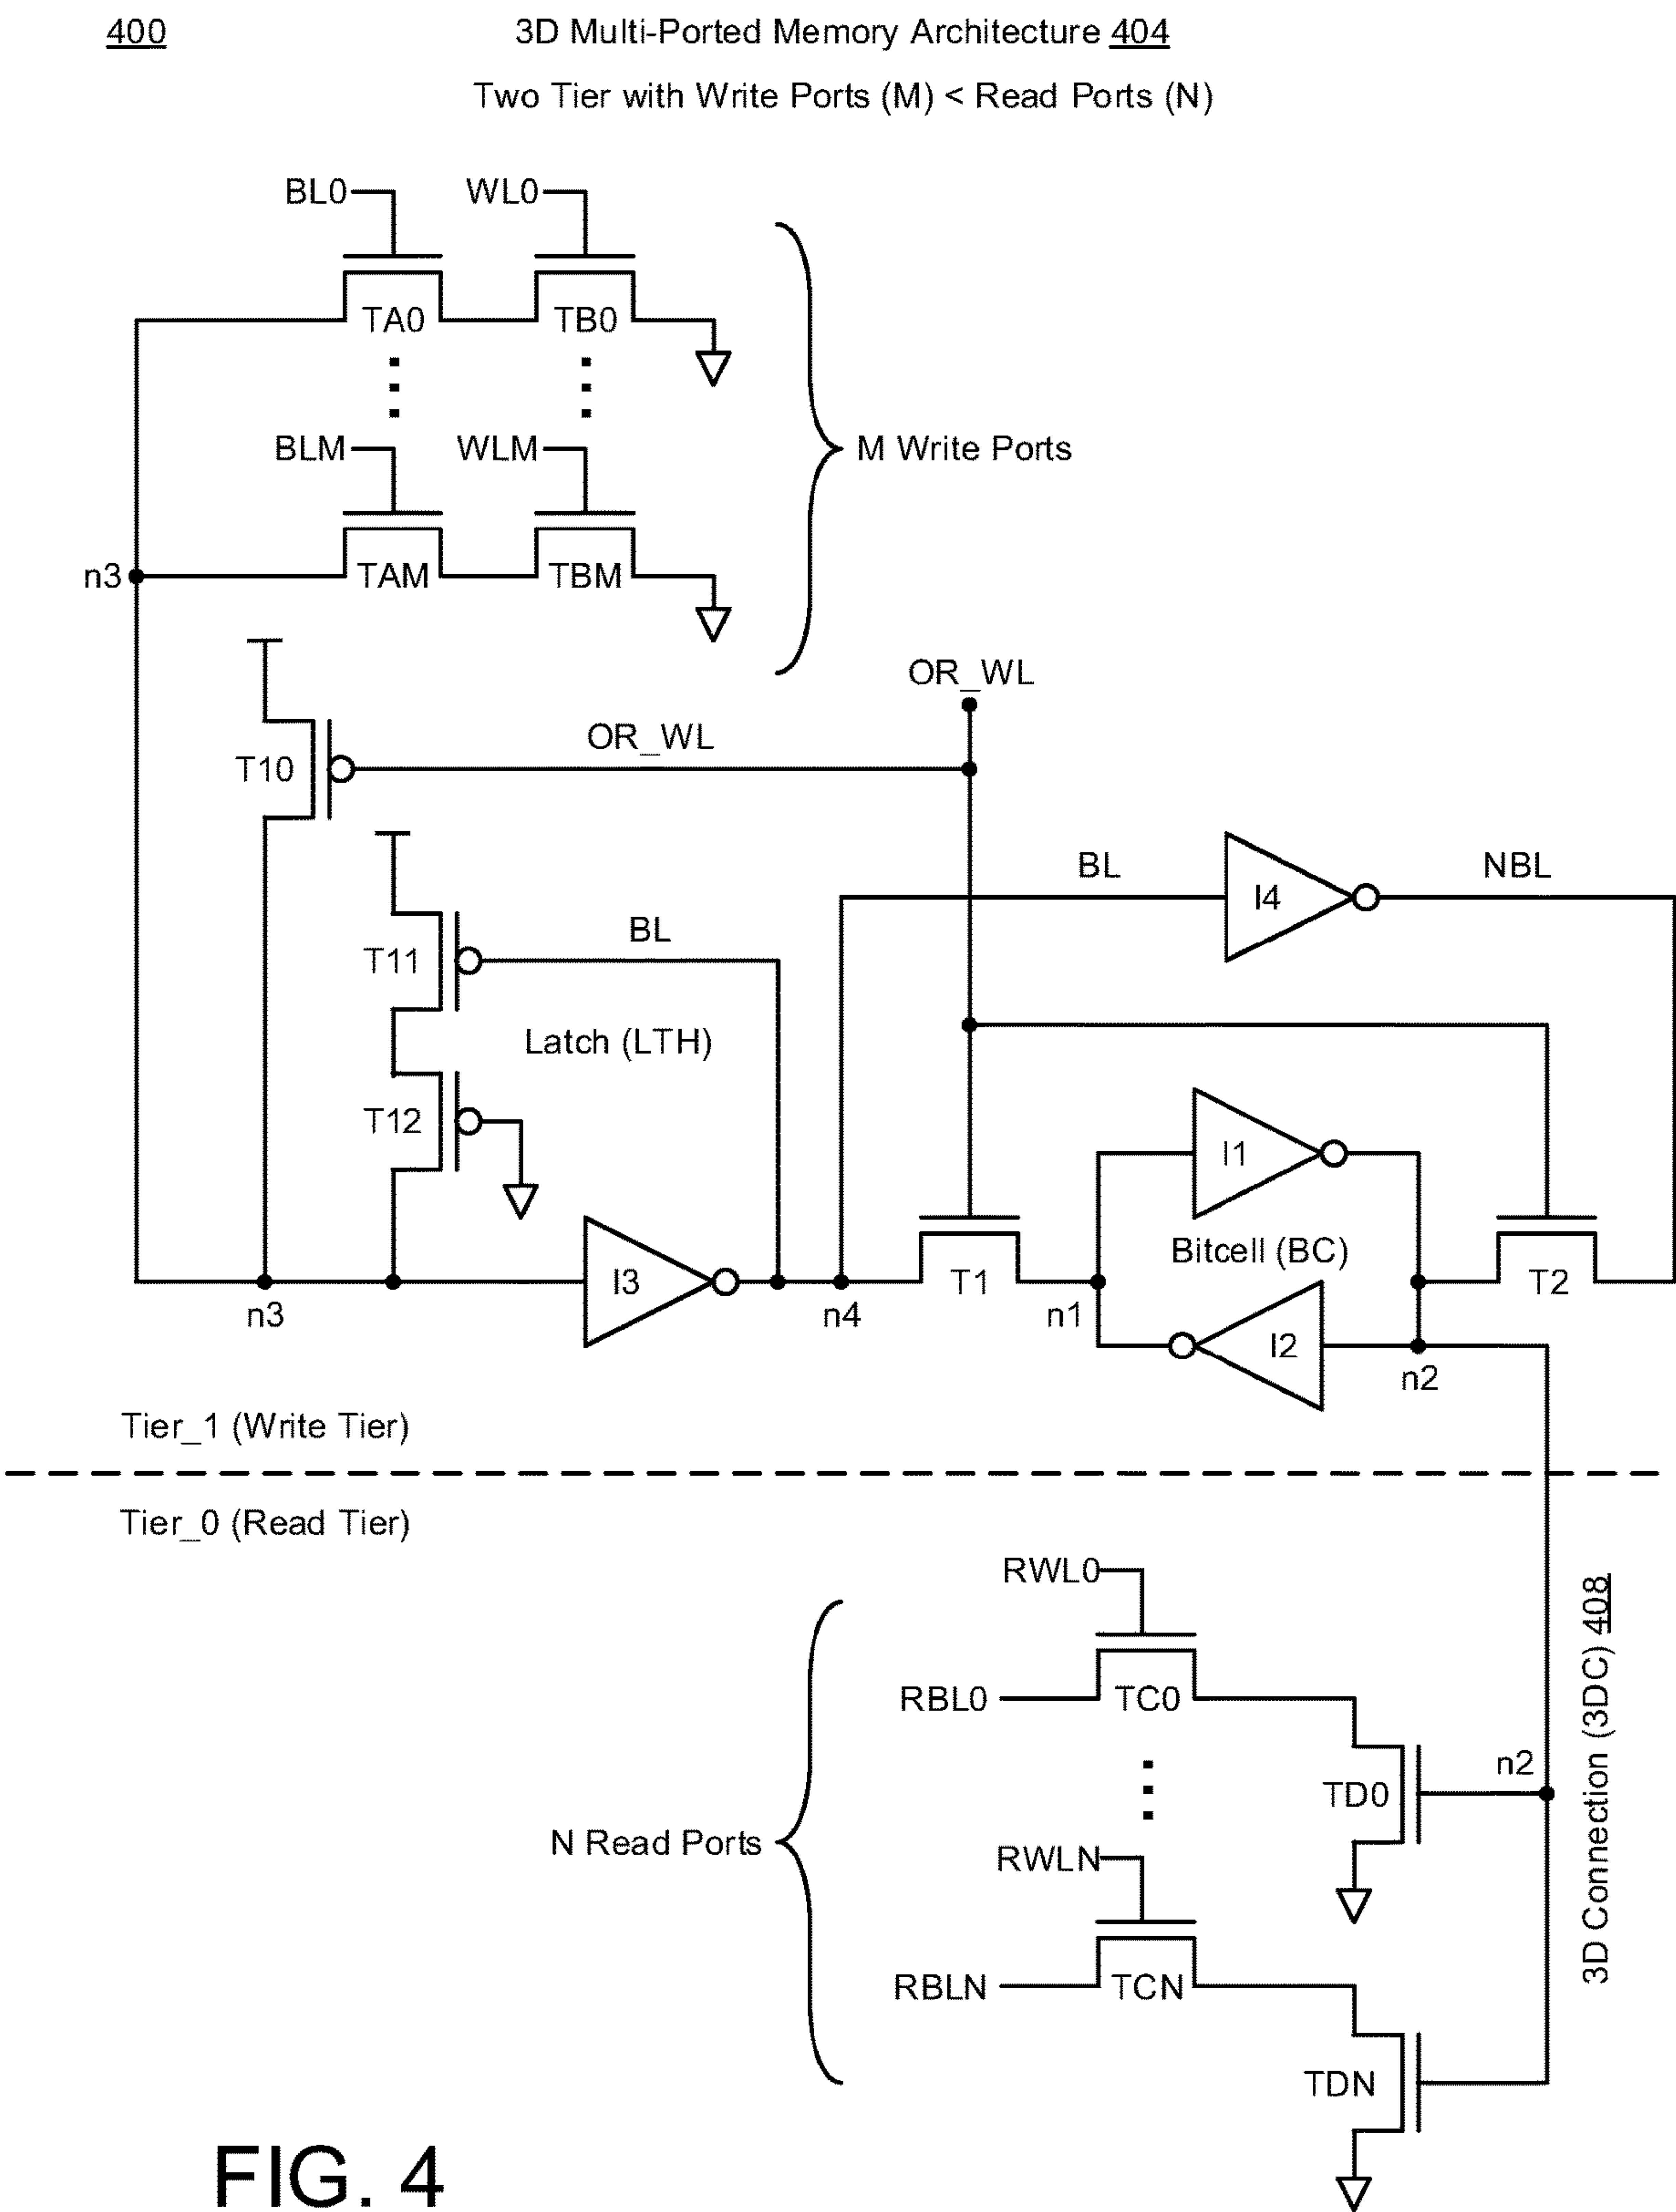 400
3D Multi-Ported Memory Architecture 404
Two Tier with Write Ports (M) < Read Ports (N)
BL0
WL0
TA0
TB0
BLM
WLM
M Write Ports
n3
TAM
TBM
OR_WL
T10
OR_WL
BL
I4
NBL
T11
BL
Latch (LTH)
T12
I1
Bitcell (BC)
n3
I3
n4
T1
n1
T2
I2
n2
Tier_1 (Write Tier)
Tier_0 (Read Tier)
RWL0
RBL0
TC0
n2
TD0
3D Connection (3DC) 408
N Read Ports
RWLN
RBLN
TCN
TDN
FIG. 4